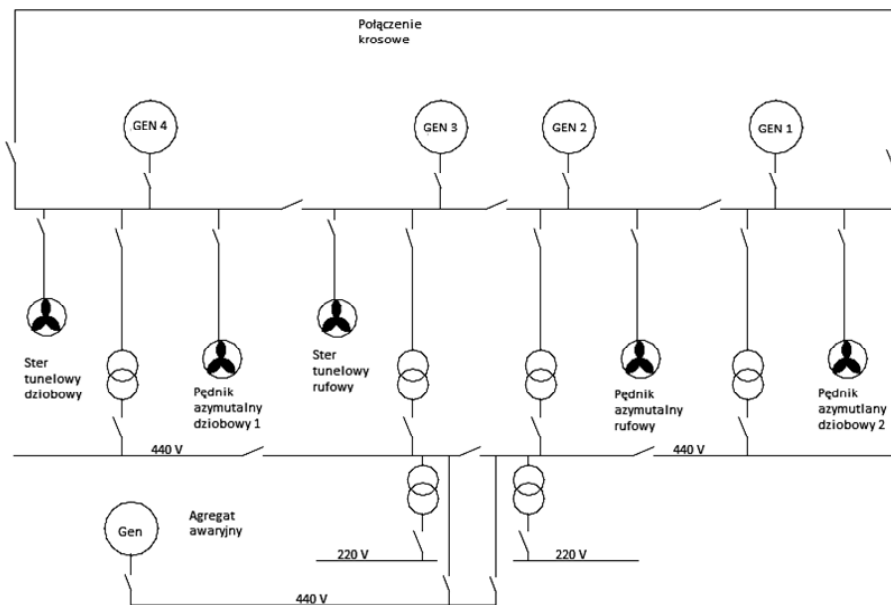 Połączenie
krosowe
GEN 4
GEN 3
GEN 2
GEN 1
Ster
tunelowy
dziobowy
Pędnik
azymutalny
dziobowy 1
Ster
tunelowy
rufowy
Pędnik
azymutalny
rufowy
Pędnik
azymutlany
dziobowy 2
440 V
440 V
Gen
Agregat
awaryjny
220 V
220 V
440 V